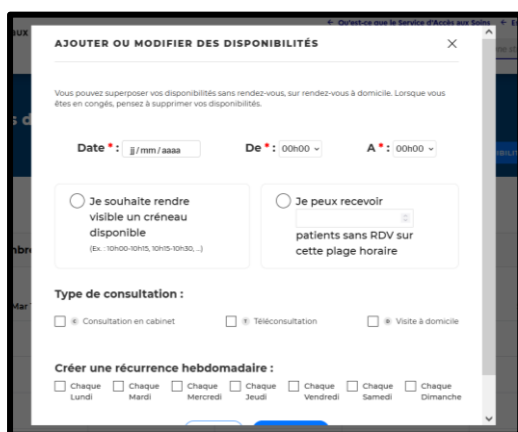 ← Qu'est-ce que le Service d'Accès aux Soins ←
AJOUTER OU MODIFIER DES DISPONIBILITÉS
Vous pouvez superposer vos disponibilités sans rendez-vous, sur rendez-vous à domicile. Lorsque vous
êtes en congés, pensez à supprimer vos disponibilités.
Date * : jj/mm/aaaa De * : 00h00 A * : 00h00
Je souhaite rendre
visible un créneau
disponible
(Ex. : 10h00-10h15, 10h15-10h30, ...)
Je peux recevoir
patients sans RDV sur
cette plage horaire
Type de consultation :
C Consultation en cabinet T Téléconsultation Visite à domicile
Créer une récurrence hebdomadaire :
Chaque Lundi
Chaque Mardi
Chaque Mercredi
Chaque Jeudi
Chaque Vendredi
Chaque Samedi
Chaque Dimanche